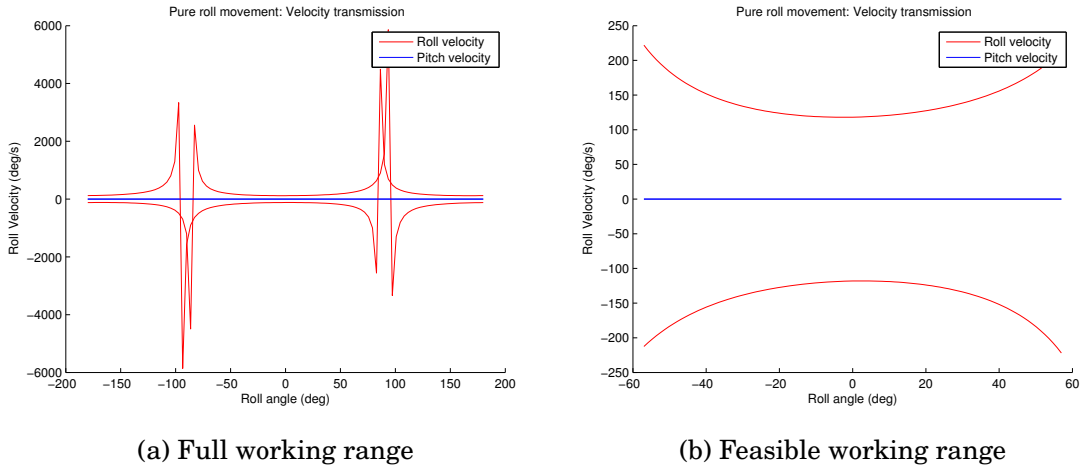 Pure roll movement: Velocity transmission
Roll velocity
Pitch velocity
Roll Velocity (deg/s)
6000
4000
2000
0
−2000
−4000
−6000
−200
−150
−100
−50
0
50
100
150
200
Roll angle (deg)
(a) Full working range
Pure roll movement: Velocity transmission
Roll velocity
Pitch velocity
Roll Velocity (deg/s)
250
200
150
100
50
0
−50
−100
−150
−200
−250
−60
−40
−20
0
20
40
60
Roll angle (deg)
(b) Feasible working range